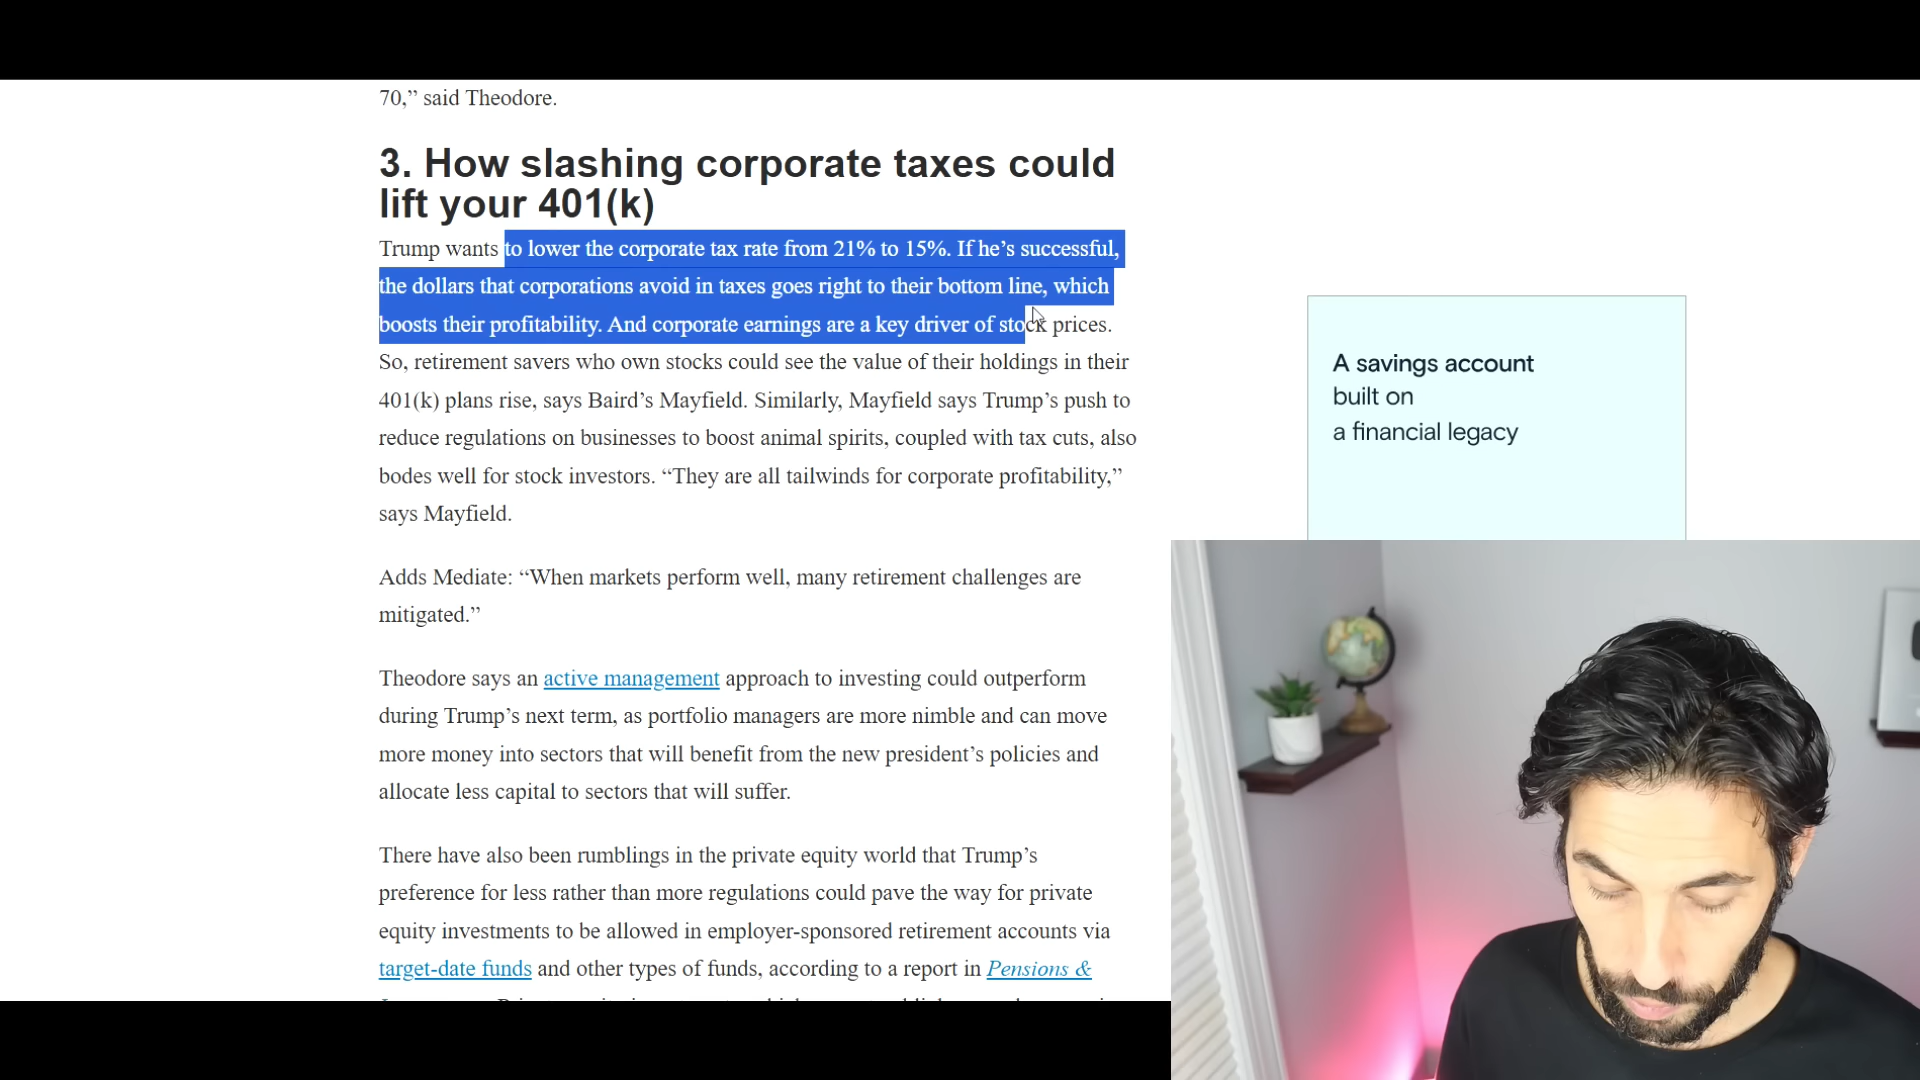 70,” said Theodore.
3. How slashing corporate taxes could
lift your 401(k)
Trump wants to lower the corporate tax rate from 21% to 15%. If he’s successful,
the dollars that corporations avoid in taxes goes right to their bottom line, which
boosts their profitability. And corporate earnings are a key driver of stock prices.
So, retirement savers who own stocks could see the value of their holdings in their
401(k) plans rise, says Baird’s Mayfield. Similarly, Mayfield says Trump’s push to
reduce regulations on businesses to boost animal spirits, coupled with tax cuts, also
bodes well for stock investors. “They are all tailwinds for corporate profitability,”
says Mayfield.
Adds Mediate: “When markets perform well, many retirement challenges are
mitigated.”
Theodore says an active management approach to investing could outperform
during Trump’s next term, as portfolio managers are more nimble and can move
more money into sectors that will benefit from the new president’s policies and
allocate less capital to sectors that will suffer.
There have also been rumblings in the private equity world that Trump’s
preference for less rather than more regulations could pave the way for private
equity investments to be allowed in employer-sponsored retirement accounts via
target-date funds and other types of funds, according to a report in Pensions &
A savings account
built on
a financial legacy